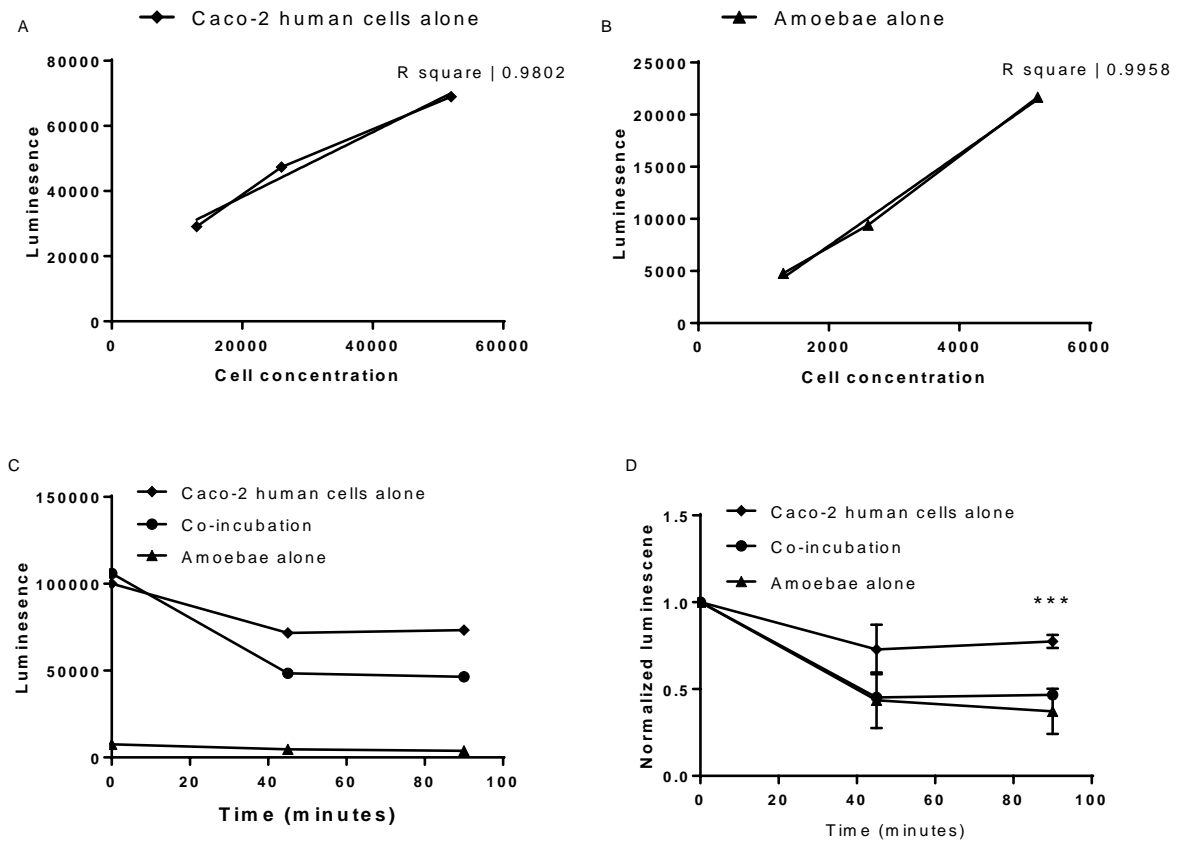 A
Caco-2 human cells alone
R square | 0.9802
80000
60000
40000
20000
0
Luminesence
0 20000 40000 60000
Cell concentration
B
Amoebae alone
R square | 0.9958
25000
20000
15000
10000
5000
0
Luminesence
0 2000 4000 6000
Cell concentration
C
Caco-2 human cells alone
Co-incubation
Amoebae alone
150000
100000
50000
0
Luminesence
0 20 40 60 80 100
Time (minutes)
D
Caco-2 human cells alone
Co-incubation
Amoebae alone
***
1.5
1.0
0.5
0.0
Normalized luminescene
0 20 40 60 80 100
Time (minutes)